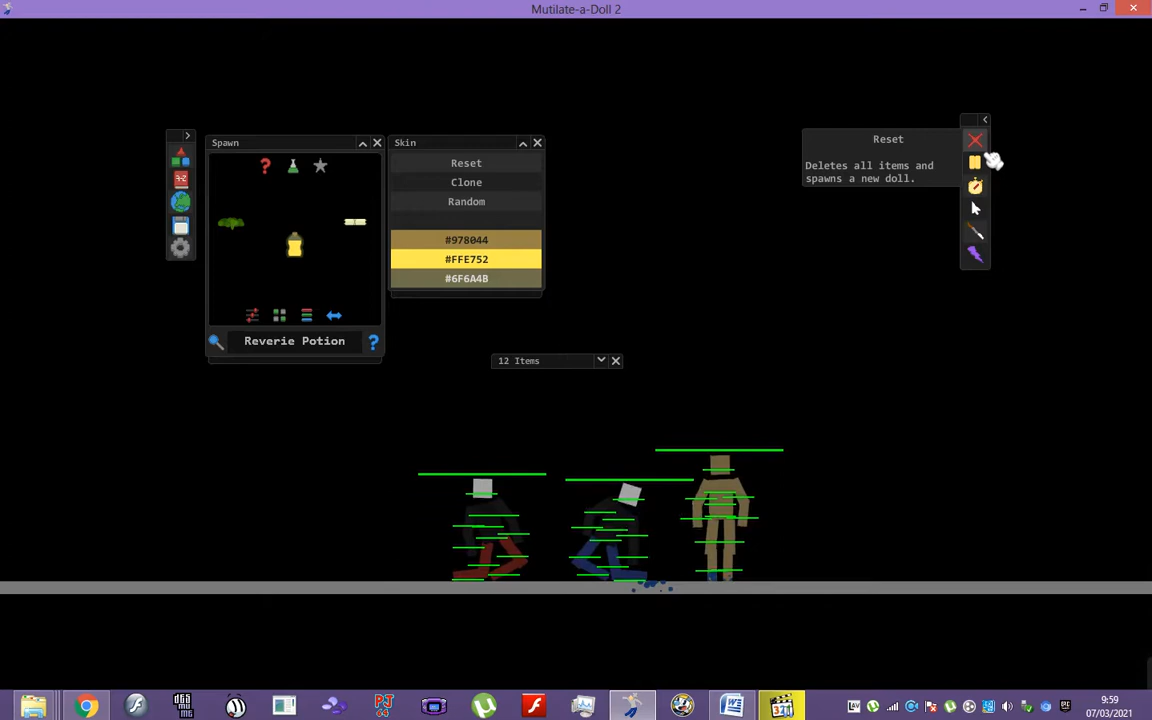 Mutilate-a-Doll 2
Reset
Deletes all items and
spawns a new doll.
Spawn
Skin
Reset
Clone
Random
#978044
#FFE752
#6F6A4B
Reverie Potion
12 Items
9:59
07/03/2021